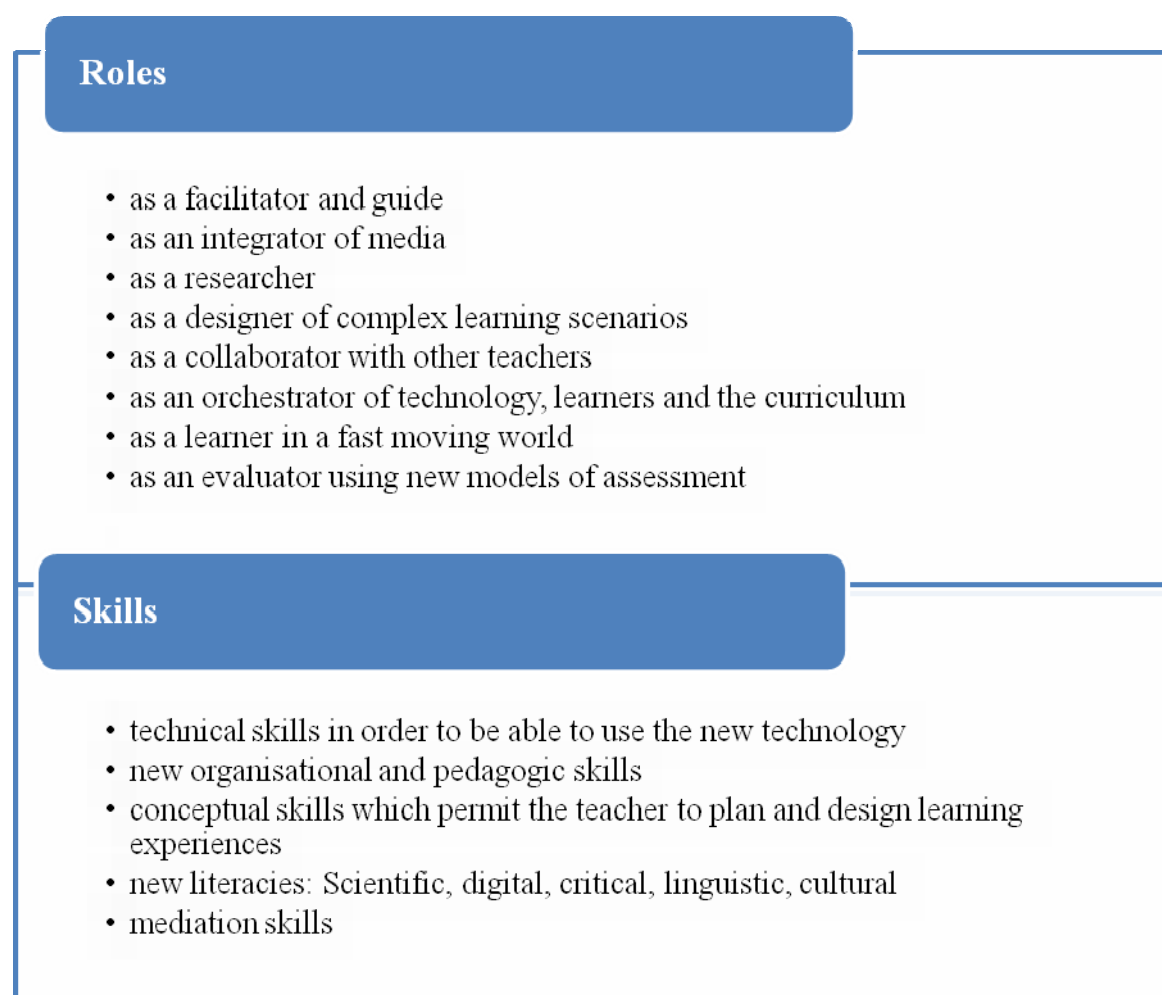 Roles
• as a facilitator and guide
• as an integrator of media
• as a researcher
• as a designer of complex learning scenarios
• as a collaborator with other teachers
• as an orchestrator of technology, learners and the curriculum
• as a learner in a fast moving world
• as an evaluator using new models of assessment
Skills
• technical skills in order to be able to use the new technology
• new organisational and pedagogic skills
• conceptual skills which permit the teacher to plan and design learning
experiences
• new literacies: Scientific, digital, critical, linguistic, cultural
• mediation skills